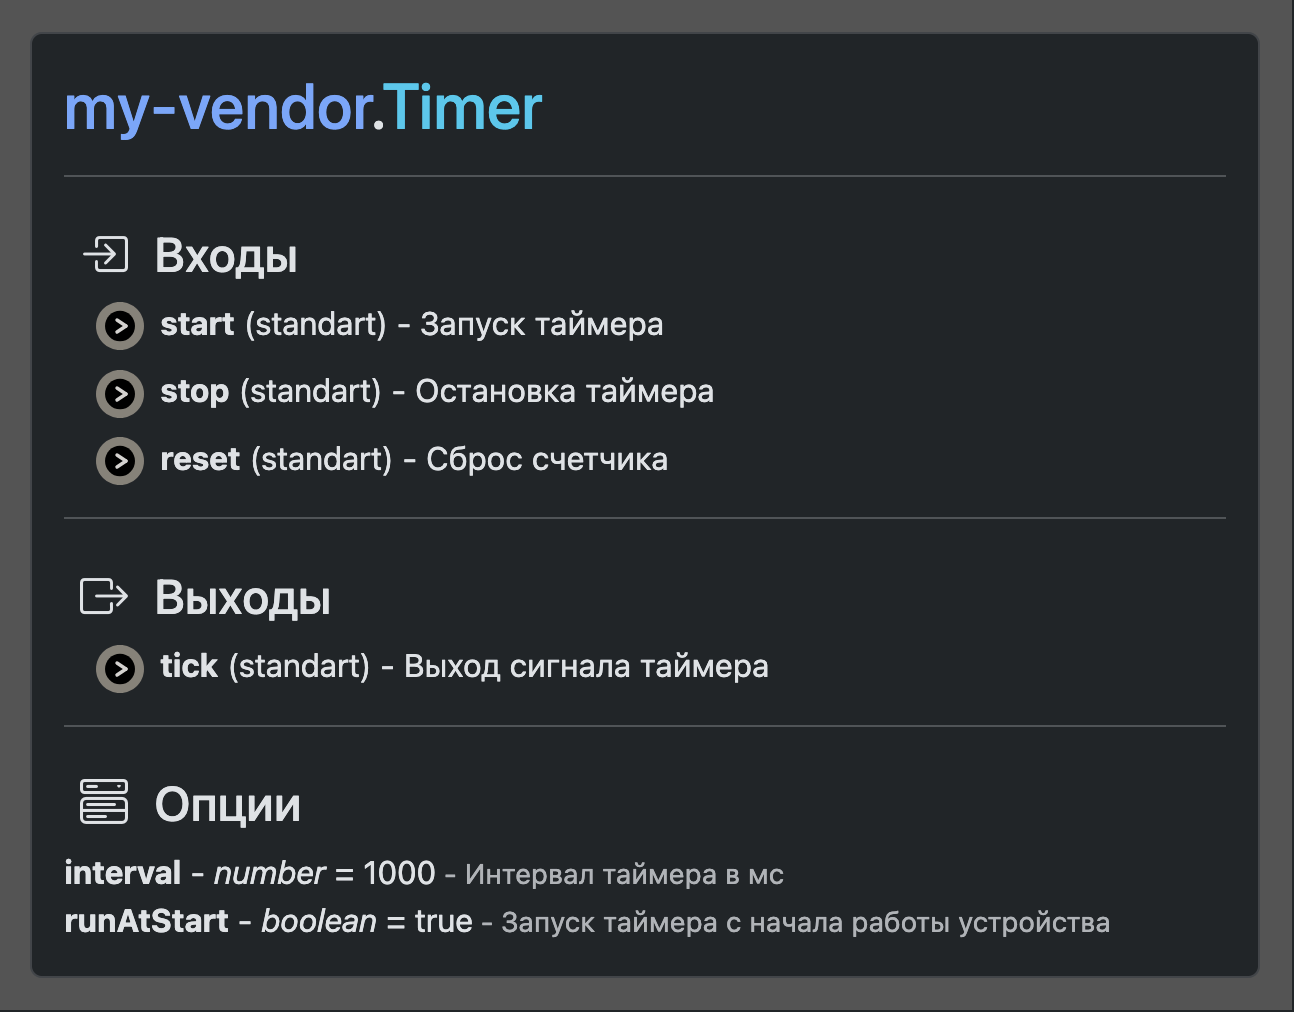 my-vendor.Timer
Входы
start (standart) - Запуск таймера
stop (standart) - Остановка таймера
reset (standart) - Сброс счетчика
Выходы
tick (standart) - Выход сигнала таймера
Опции
interval - number = 1000 - Интервал таймера в мс
runAtStart - boolean = true - Запуск таймера с начала работы устройства